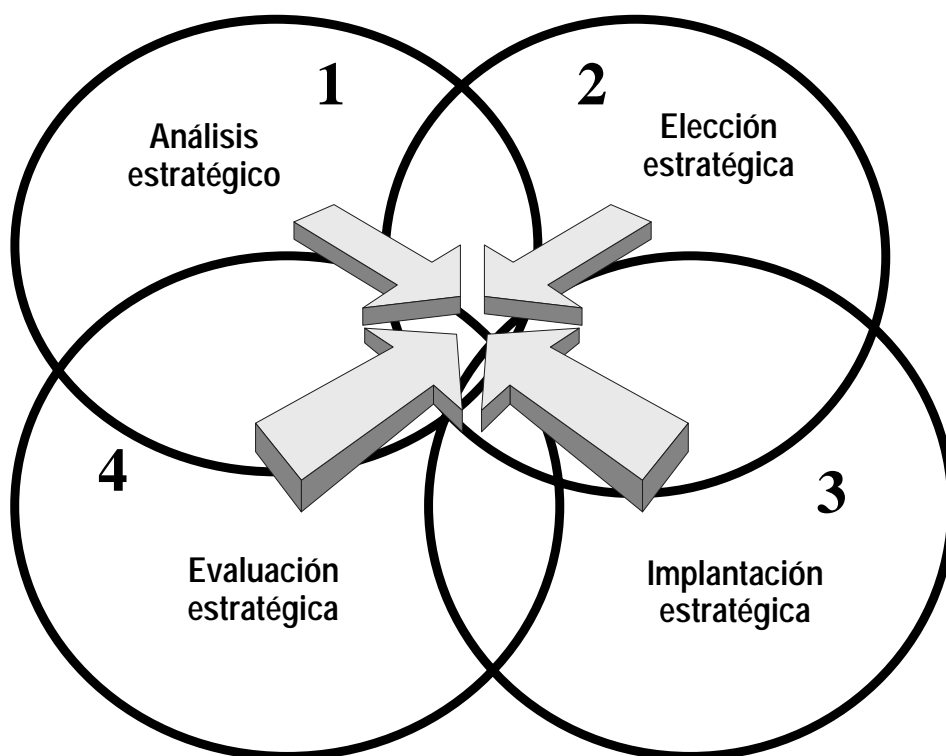 1
Análisis
estratégico
2
Elección
estratégica
3
Implantación
estratégica
4
Evaluación
estratégica